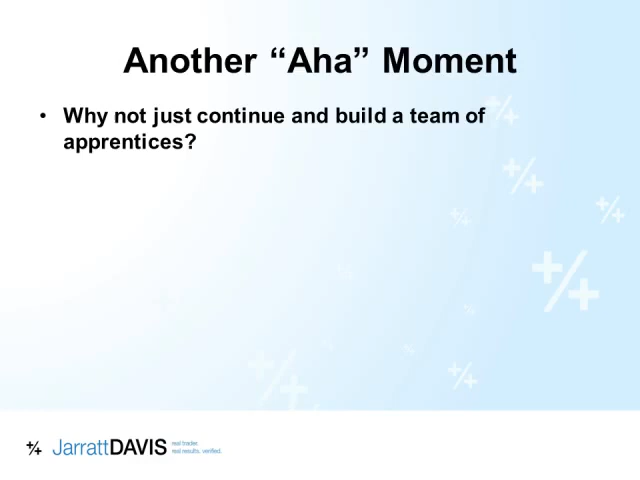 Another “Aha” Moment
• Why not just continue and build a team of
apprentices?
JarrattDAVIS
real trades
real results. verified.